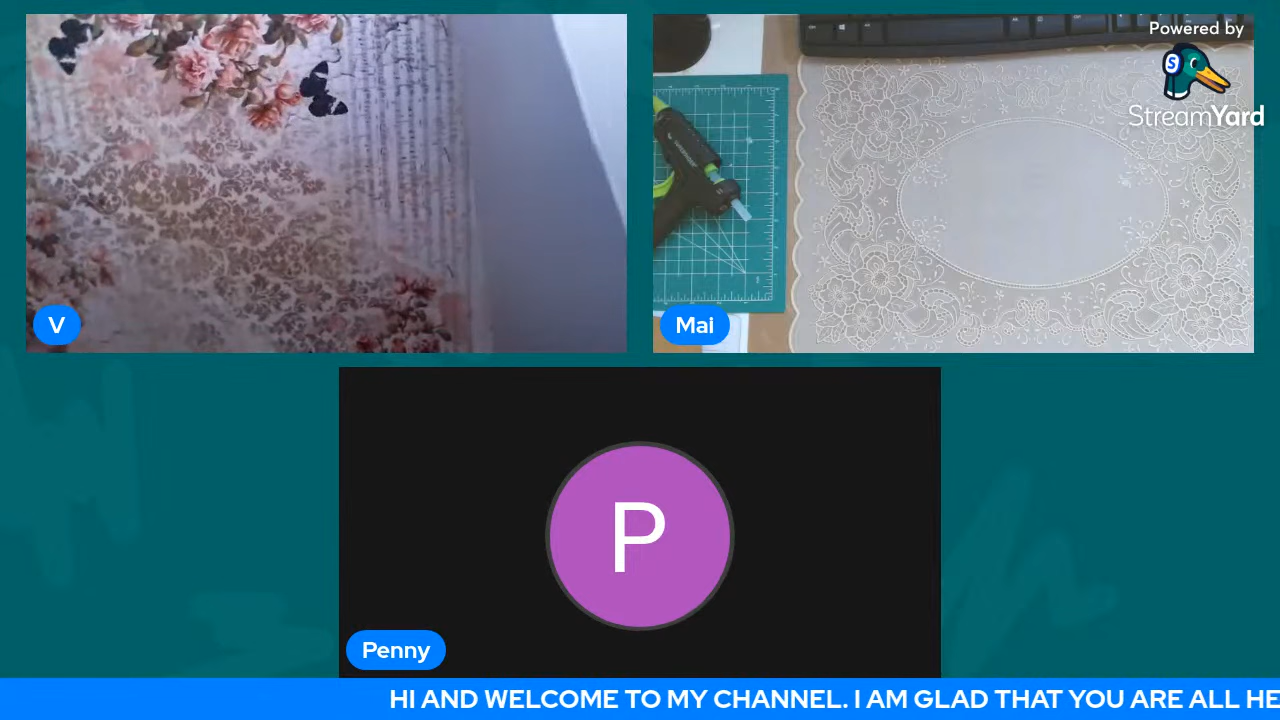 Powered by
S
StreamYard
V
Mai
P
Penny
HI AND WELCOME TO MY CHANNEL. I AM GLAD THAT YOU ARE ALL HE